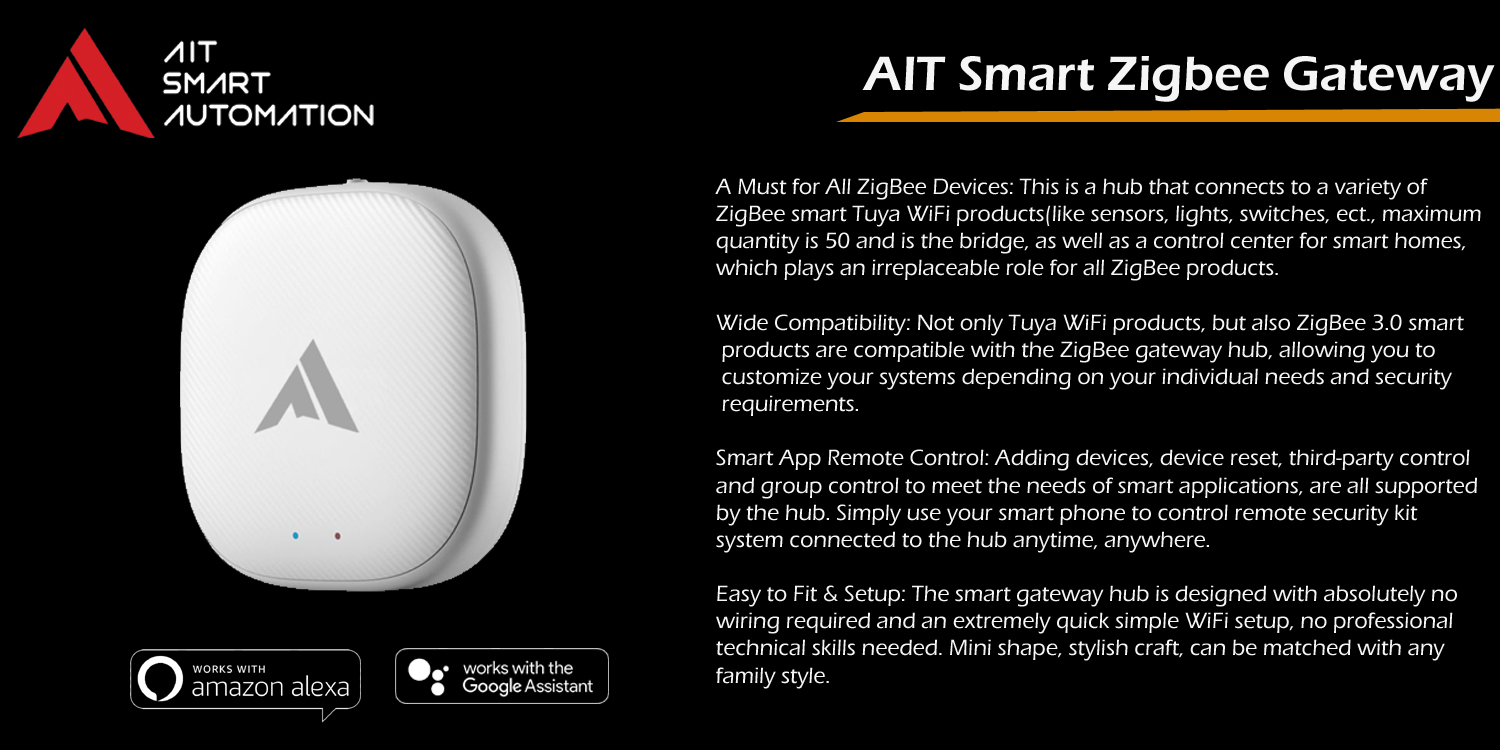 AIT
SMART
AUTOMATION
AIT Smart Zigbee Gateway
A Must for All ZigBee Devices: This is a hub that connects to a variety of
ZigBee smart Tuya WiFi products(like sensors, lights, switches, ect., maximum
quantity is 50 and is the bridge, as well as a control center for smart homes,
which plays an irreplaceable role for all ZigBee products.
Wide Compatibility: Not only Tuya WiFi products, but also ZigBee 3.0 smart
products are compatible with the ZigBee gateway hub, allowing you to
customize your systems depending on your individual needs and security
requirements.
Smart App Remote Control: Adding devices, device reset, third-party control
and group control to meet the needs of smart applications, are all supported
by the hub. Simply use your smart phone to control remote security kit
system connected to the hub anytime, anywhere.
Easy to Fit & Setup: The smart gateway hub is designed with absolutely no
wiring required and an extremely quick simple WiFi setup, no professional
technical skills needed. Mini shape, stylish craft, can be matched with any
family style.
WORKS WITH
amazon alexa
works with the
Google Assistant